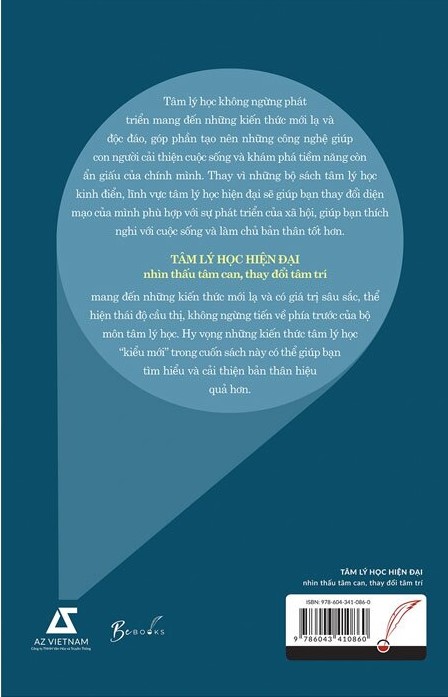 Tâm lý học không ngừng phát
triển mang đến những kiến thức mới lạ và
độc đáo, góp phần tạo nên những công nghệ giúp
con người cải thiện cuộc sống và khám phá tiềm năng còn
ẩn giấu của chính mình. Thay vì những bộ sách tâm lý học
kinh điển, lĩnh vực tâm lý học hiện đại sẽ giúp bạn thay đổi diện
mạo của mình phù hợp với sự phát triển của xã hội, giúp bạn thích
nghi với cuộc sống và làm chủ bản thân tốt hơn.
TÂM LÝ HỌC HIỆN ĐẠI
nhìn thấu tâm can, thay đổi tâm trí
mang đến những kiến thức mới lạ và có giá trị sâu sắc, thể
hiện thái độ cầu thị, không ngừng tiến về phía trước của bộ
môn tâm lý học. Hy vọng những kiến thức tâm lý học
“kiểu mới” trong cuốn sách này có thể giúp bạn
tìm hiểu và cải thiện bản thân hiệu
quả hơn.
TÂM LÝ HỌC HIỆN ĐẠI
nhìn thấu tâm can, thay đổi tâm trí
ISBN: 978-604-341-086-0
9 786043 410860
AZ VIETNAM
Công ty TNHH Văn Hóa và Truyền Thông
BeBOOKS